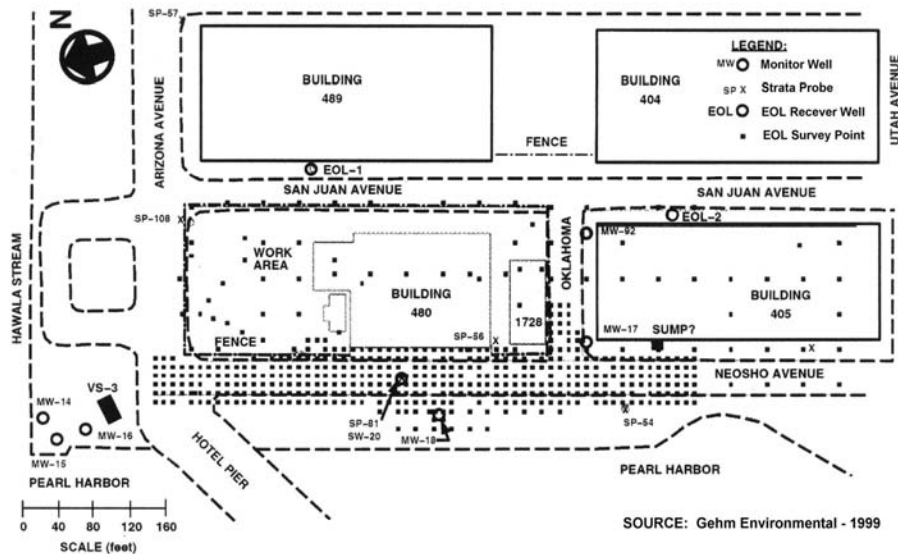 SP-57
N
ARIZONA AVENUE
BUILDING
489
BUILDING
404
LEGEND:
MW Monitor Well
SP X Strata Probe
EOL EOL Recever Well
EOL Survey Point
UTAH AVENUE
FENCE
EOL-1
SAN JUAN AVENUE
SAN JUAN AVENUE
SP-108 X
EOL-2
MW-92
HAWALA STREAM
WORK
AREA
OKLAHOMA
BUILDING
480
BUILDING
405
1728
FENCE
SP-56
X
MW-17
SUMP?
X
NEOSHO AVENUE
VS-3
MW-14
MW-16
MW-15
SP-81
SW-20
MW-18
SP-54
HOTEL PIER
PEARL HARBOR
PEARL HARBOR
0 40 80 120 160
SCALE (feet)
SOURCE: Gehm Environmental - 1999